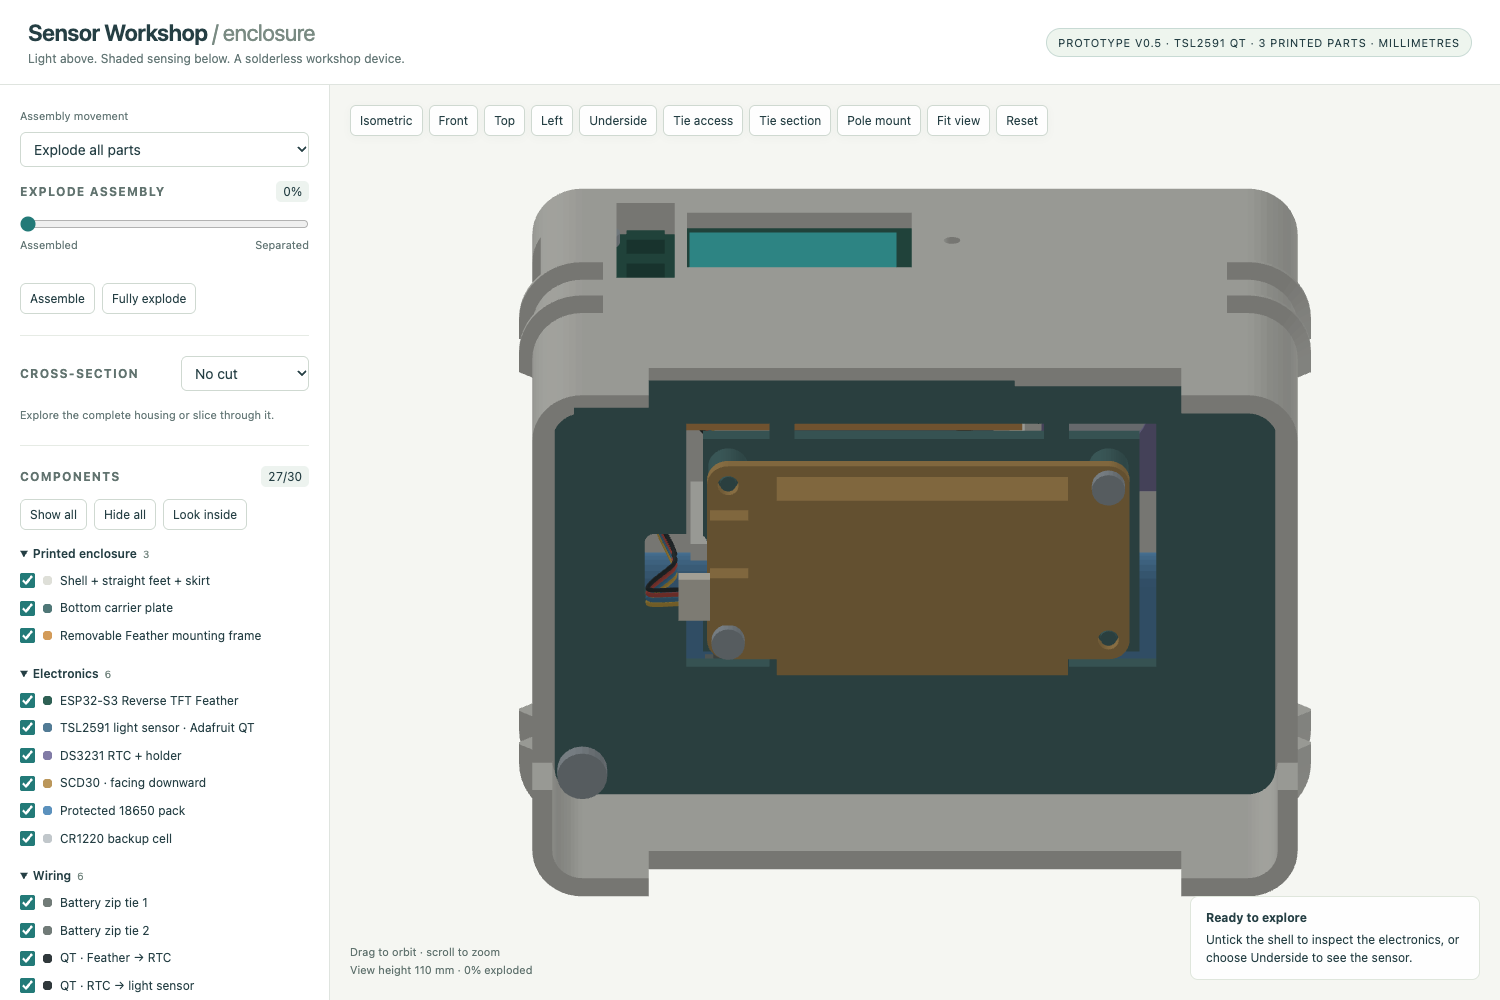 Sensor Workshop / enclosure
Light above. Shaded sensing below. A solderless workshop device.
PROTOTYPE V0.5 · TSL2591 QT · 3 PRINTED PARTS · MILLIMETRES
Assembly movement
Explode all parts
EXPLODE ASSEMBLY 0%
Assembled Separated
Assemble Fully explode
CROSS-SECTION No cut
Explore the complete housing or slice through it.
COMPONENTS 27/30
Show all Hide all Look inside
Printed enclosure 3
Shell + straight feet + skirt
Bottom carrier plate
Removable Feather mounting frame
Electronics 6
ESP32-S3 Reverse TFT Feather
TSL2591 light sensor · Adafruit QT
DS3231 RTC + holder
SCD30 · facing downward
Protected 18650 pack
CR1220 backup cell
Wiring 6
Battery zip tie 1
Battery zip tie 2
QT · Feather → RTC
QT · RTC → light sensor
Isometric Front Top Left Underside Tie access Tie section Pole mount Fit view Reset
Drag to orbit · scroll to zoom
View height 110 mm · 0% exploded
Ready to explore
Untick the shell to inspect the electronics, or
choose Underside to see the sensor.